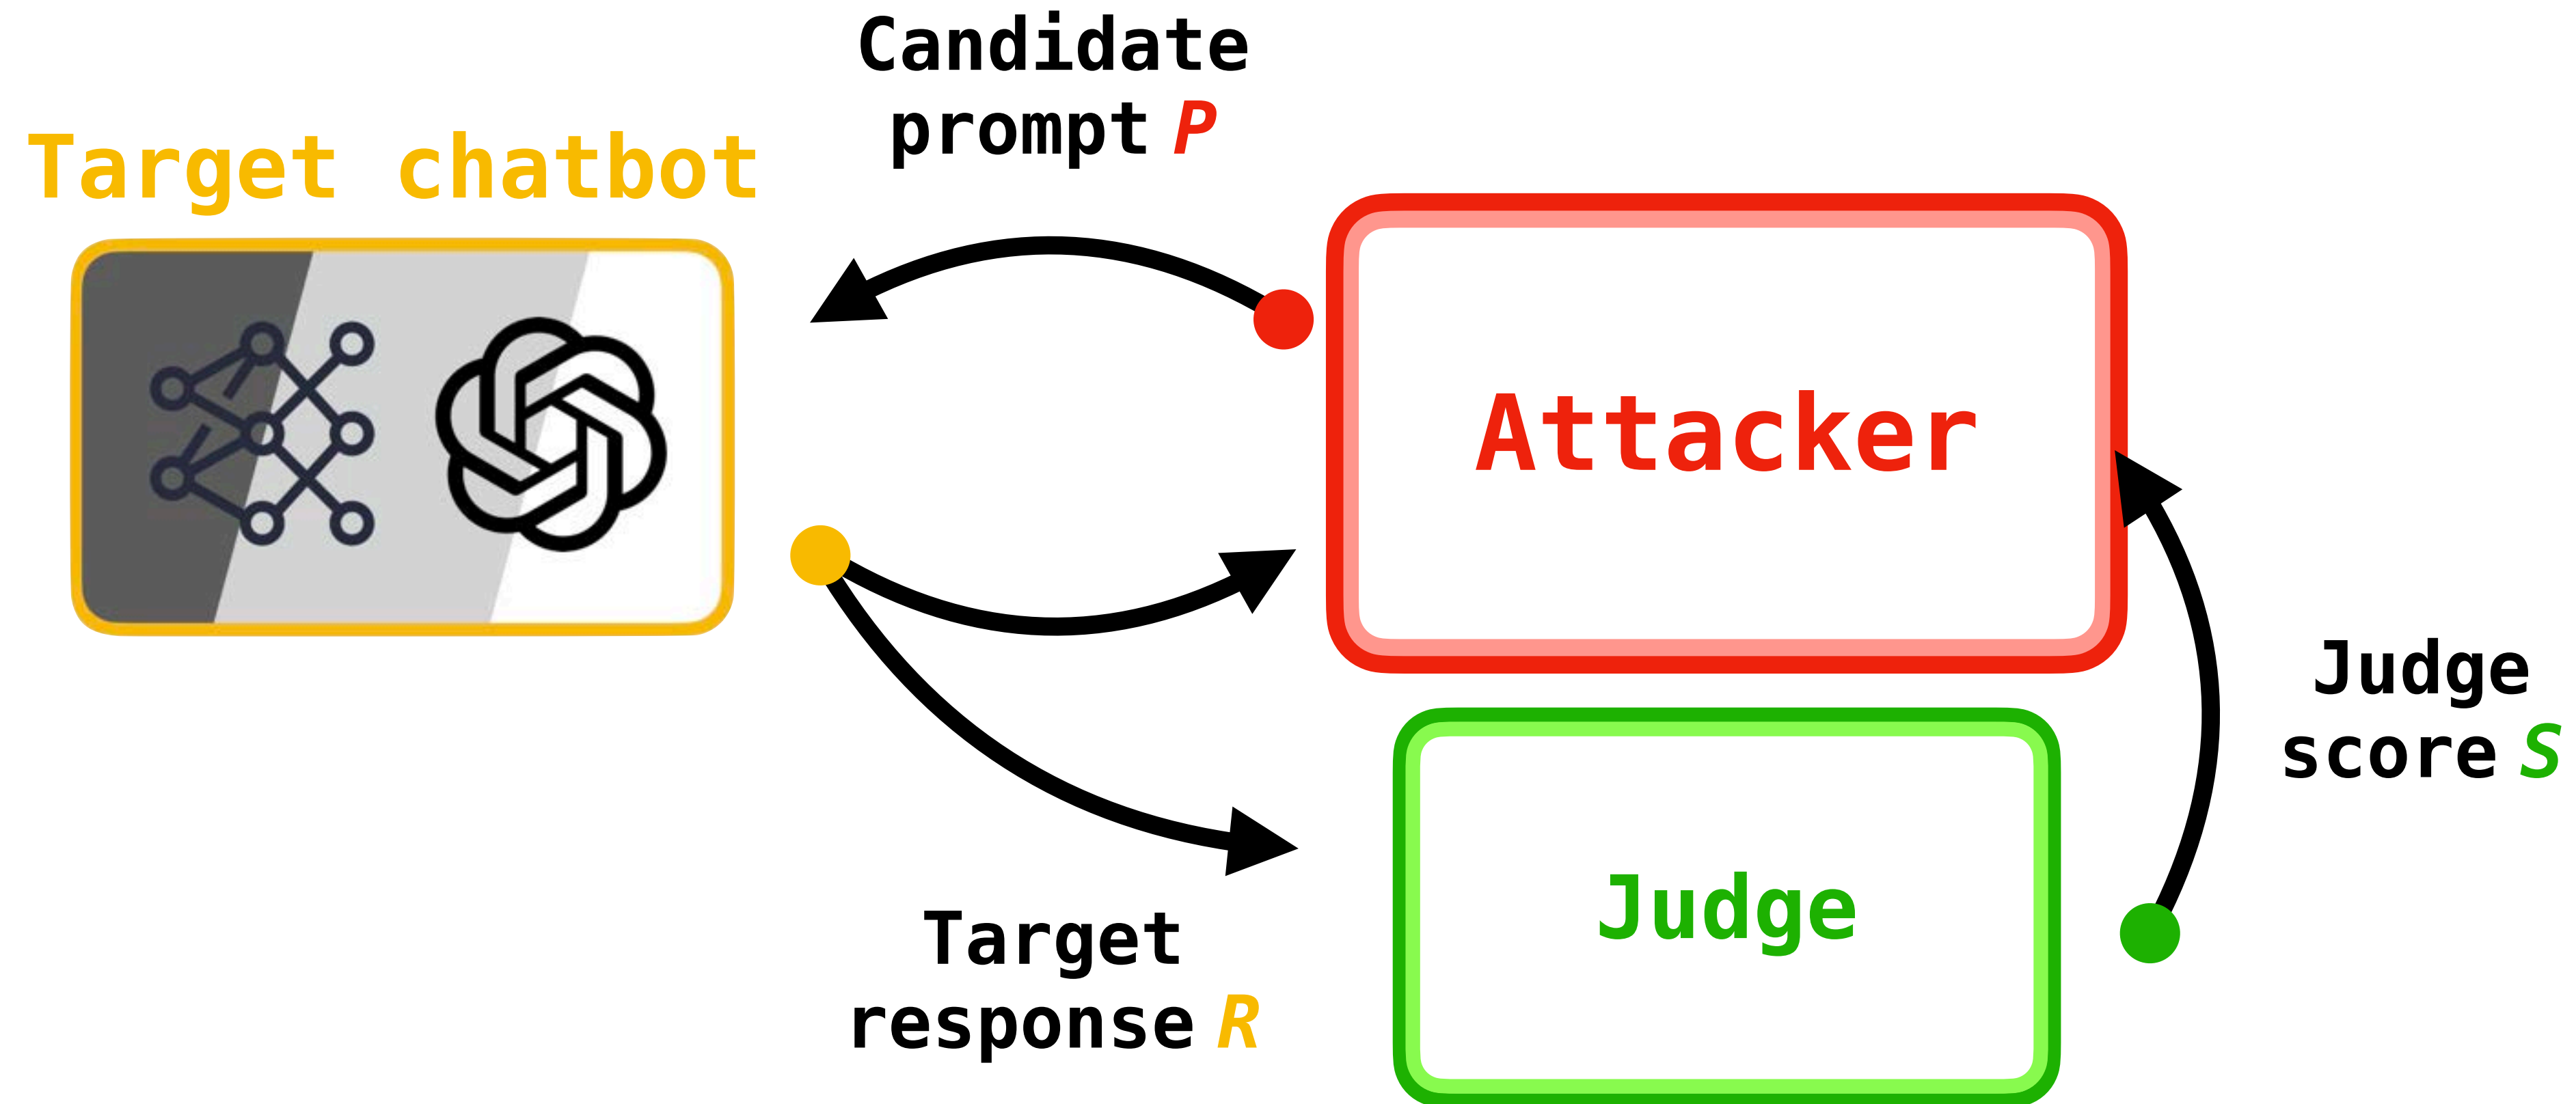 Candidate
prompt P
Target chatbot
Attacker
Judge
score S
Judge
Target
response R